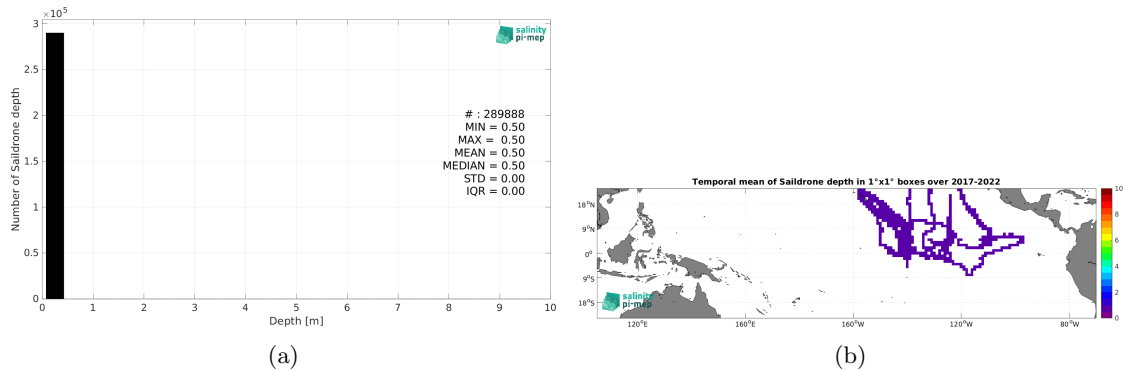 3
×10^5
2.5
2
1.5
1
0.5
0
Number of Saildrone depth
0 1 2 3 4 5 6 7 8 9 10
Depth [m]
salinity
pi-mep
# : 289888
MIN = 0.50
MAX = 0.50
MEAN = 0.50
MEDIAN = 0.50
STD = 0.00
IQR = 0.00
(a)
Temporal mean of Saildrone depth in 1°x1° boxes over 2017-2022
18°N
9°N
0°
9°S
18°S
120°E 160°E 160°W 120°W 80°W
salinity
pi-mep
10
8
6
4
2
0
(b)